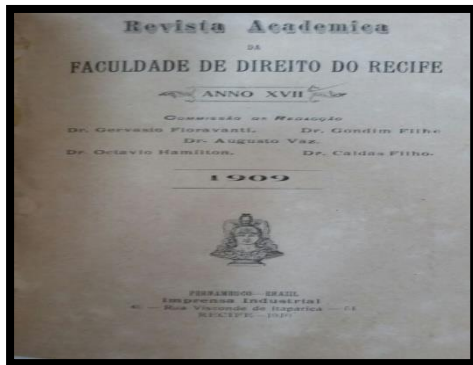 Revista Academica
DA
FACULDADE DE DIREITO DO RECIFE
ANNO XVII
Commissão de Redacção
Dr. Gervasio Fioravanti. Dr. Gondim Filho
Dr. Augusto Vaz.
Dr. Octavio Hamilton. Dr. Caldas Filho.
1909
PERNAMBUCO—BRAZIL
Imprensa Industrial
Rua Visconde de Itaparica
RECIFE